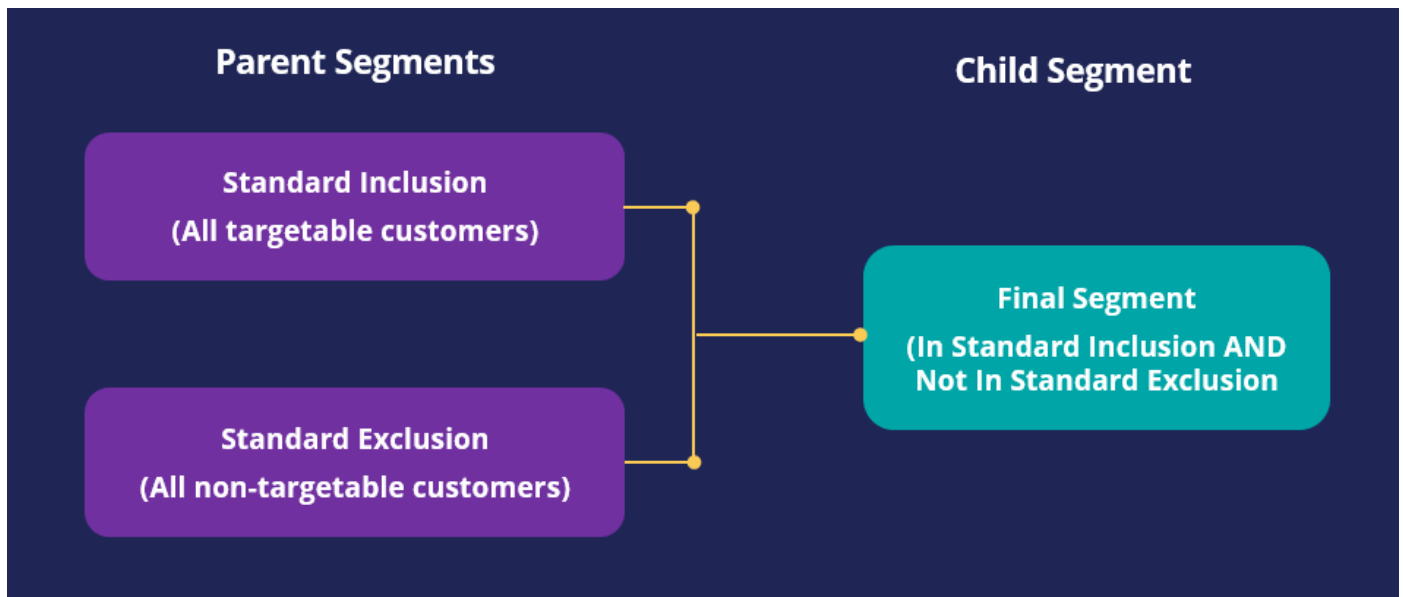 Parent Segments
Child Segment
Standard Inclusion
(All targetable customers)
Final Segment
(In Standard Inclusion AND
Not In Standard Exclusion
Standard Exclusion
(All non-targetable customers)